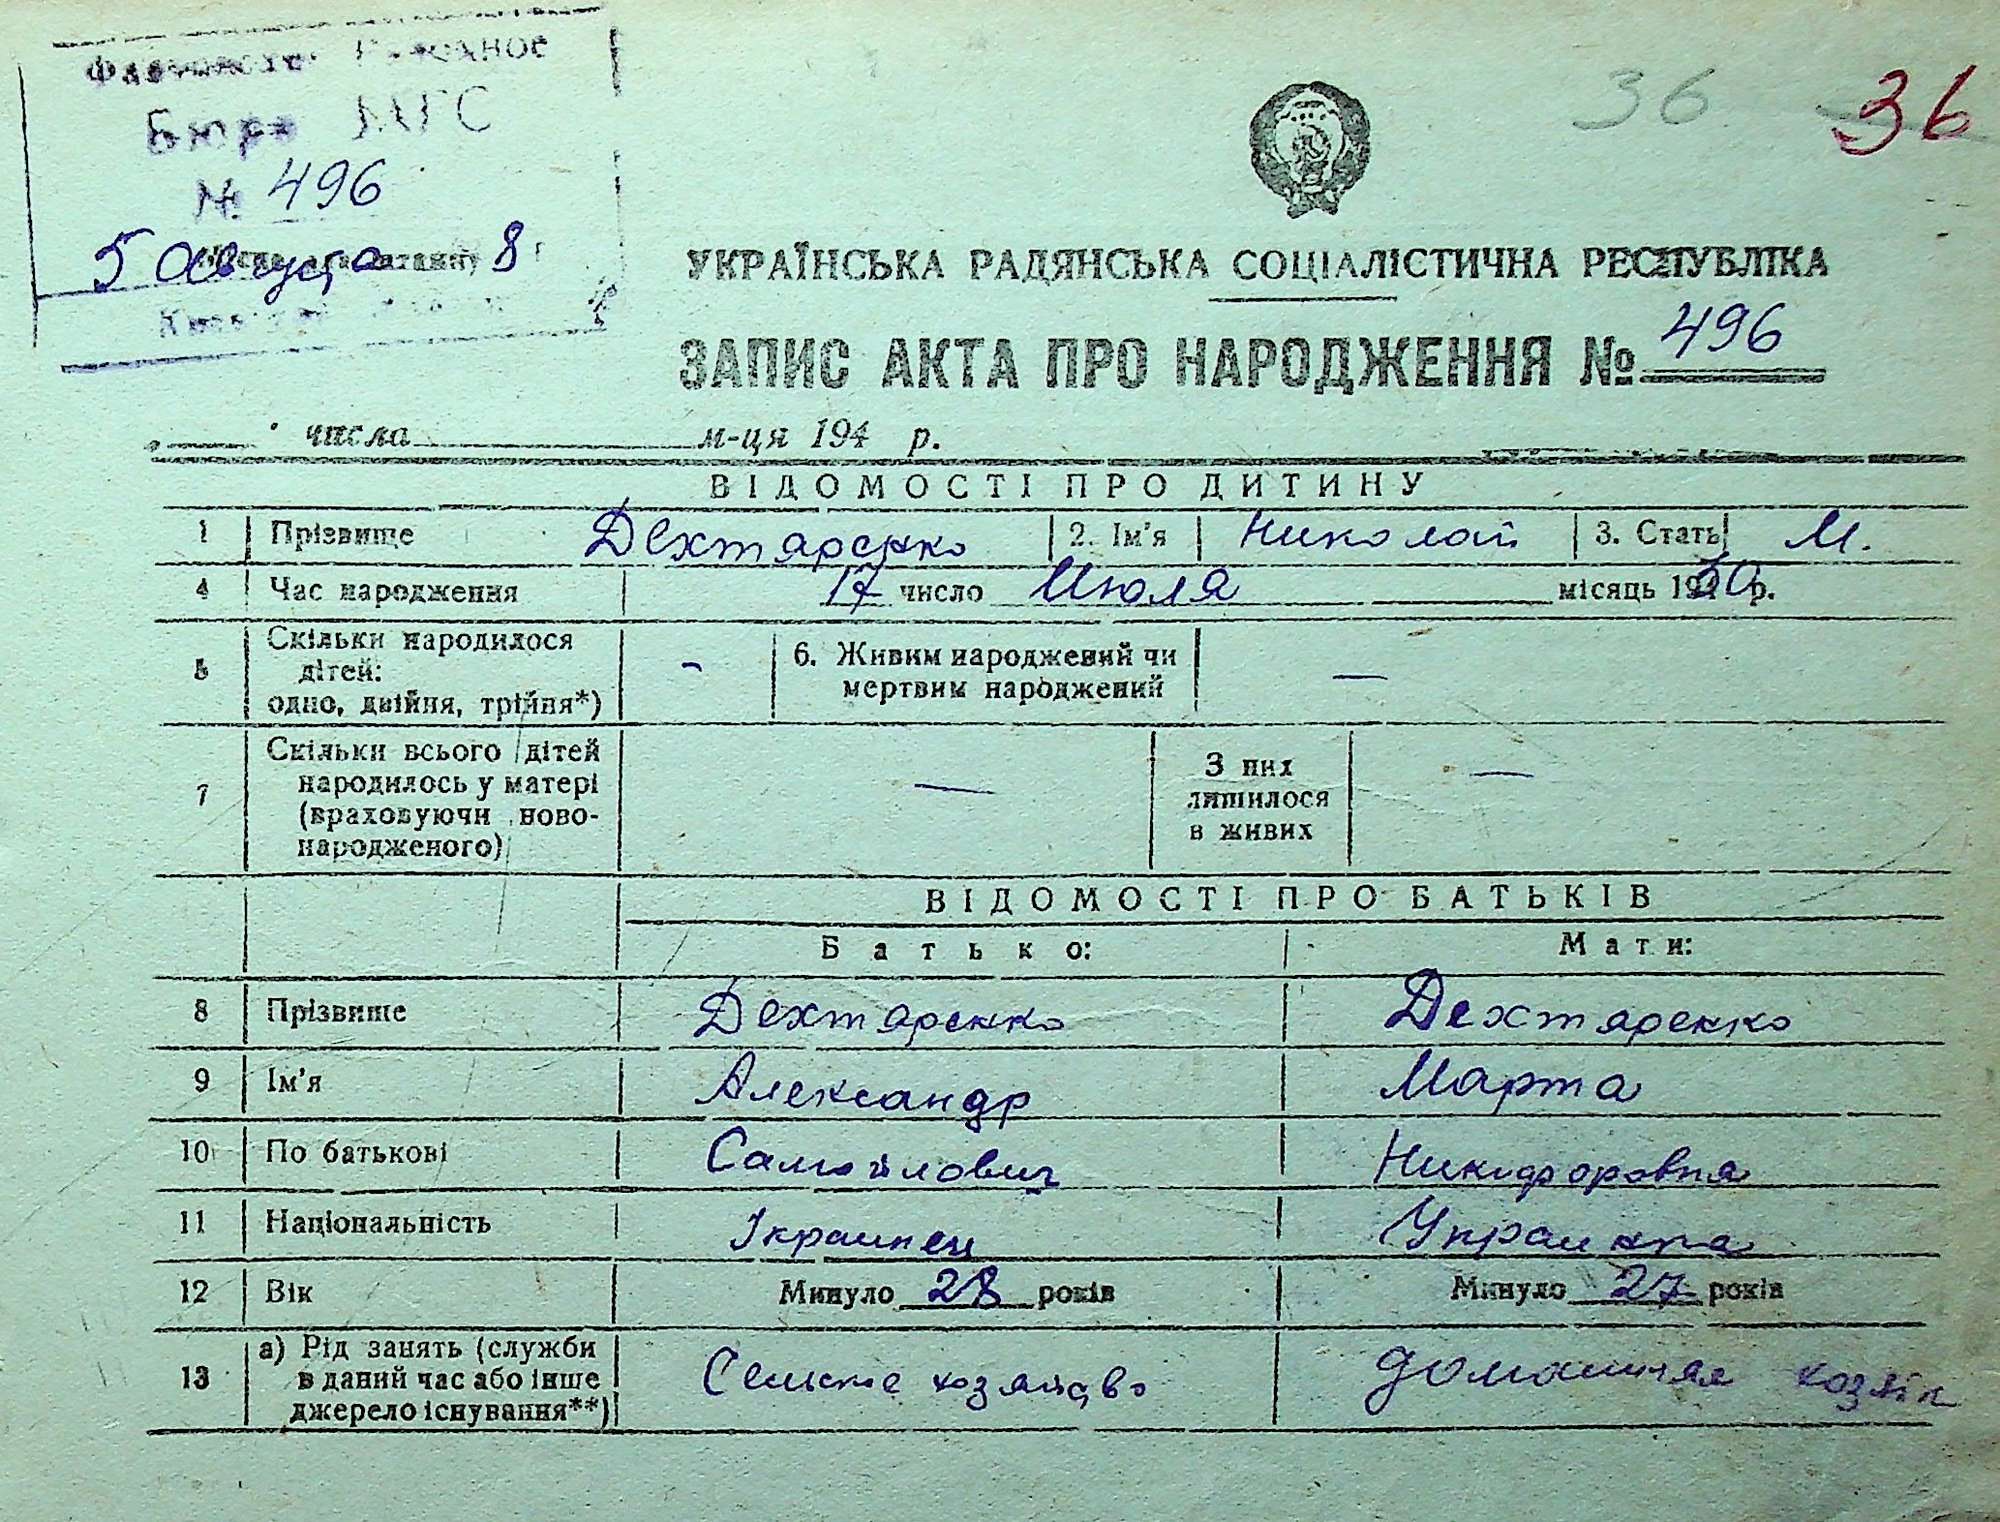 Бюро ЗАГС
№ 496
5 Августа 8
36 36
УКРАЇНСЬКА РАДЯНСЬКА СОЦІАЛІСТИЧНА РЕСПУБЛІКА
ЗАПИС АКТА ПРО НАРОДЖЕННЯ № 496
числа м-ця 194 р.
ВІДОМОСТІ ПРО ДИТИНУ
1 Прізвище Дехтяренко 2. Ім'я Николай 3. Стать М.
4 Час народження 17 число Июля місяць 1930 р.
5 Скільки народилося дітей: одно, двійня, трійня*) - 6. Живим народжений чи мертвим народжений —
7 Скільки всього дітей народилось у матері (враховуючи новонародженого) — З них лишилося в живих —
ВІДОМОСТІ ПРО БАТЬКІВ
Батько: Мати:
8 Прізвище Дехтяренко Дехтяренко
9 Ім'я Александр Марта
10 По батькові Самойлович Никифоровна
11 Національність Украинец Украинка
12 Вік Минуло 28 років Минуло 27 років
13 а) Рід занять (служби в даний час або інше джерело існування**) Сельское хозяйство домашняя хозяйк